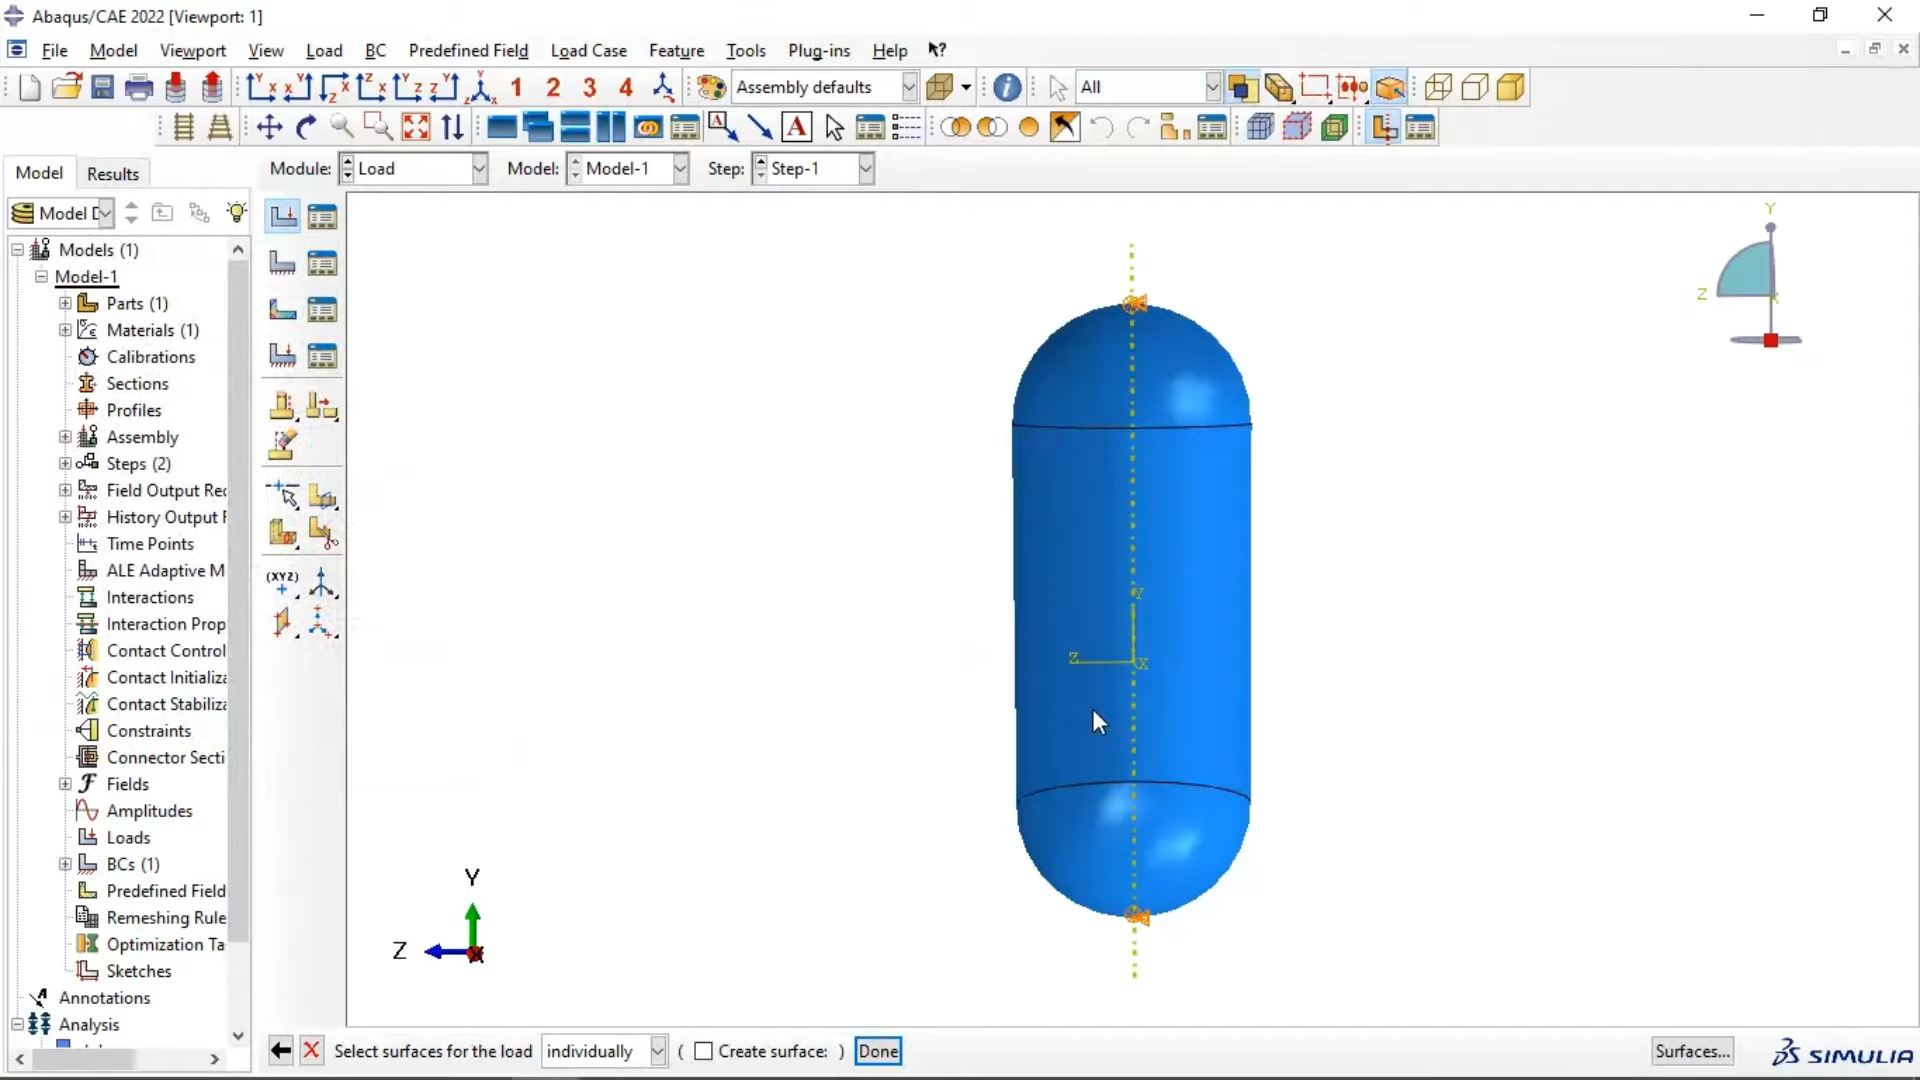 Abaqus/CAE 2022 [Viewport: 1]
File Model Viewport View Load BC Predefined Field Load Case Feature Tools Plug-ins Help
1 2 3 4 Assembly defaults All
A
Model Results Module: Load Model: Model-1 Step: Step-1
Model D
Models (1)
Model-1
Parts (1)
Materials (1)
Calibrations
Sections
Profiles
Assembly
Steps (2)
Field Output Rec
History Output F
Time Points
ALE Adaptive M
Interactions
Interaction Prop
Contact Control
Contact Initializa
Contact Stabiliza
Constraints
Connector Secti
Fields
Amplitudes
Loads
BCs (1)
Predefined Field
Remeshing Rule
Optimization Ta
Sketches
Annotations
Analysis
(XYZ)
Y
Z
X
Y
Z X
Y
Z X
Select surfaces for the load individually ( Create surface: ) Done Surfaces...
SIMULIA